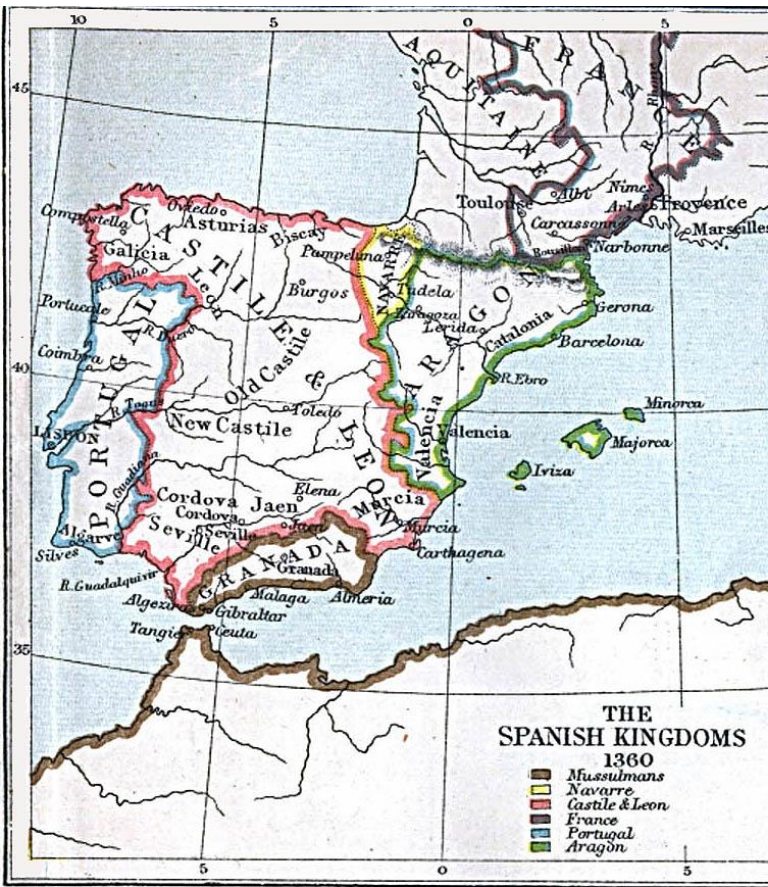 10
5
0
5
45
AQUITAINE
FRANCE
R. Rhone
Toulouse
Albi
Nimes
Arles
Provence
Marseilles
Carcassonne
Narbonne
Roussillon
Compostella
Oviedo
Asturias
Biscay
Galicia
CASTILE & LEON
Leon
Pampeluna
NAVARRE
R. Minho
Burgos
Tudela
ARAGON
Portucale
R. Duero
Zaragoza
Lerida
Catalonia
Gerona
Barcelona
Coimbra
PORTUGAL
Old Castile
40
R. Ebro
R. Tagus
Toledo
Minorca
LISBON
New Castile
Valencia
Valencia
Majorca
Iviza
R. Guadiana
Cordova
Jaen
Elena
Murcia
Cordova
Seville
Seville
Jaen
Murcia
Algarve
Silves
Carthagena
GRANADA
Granada
R. Guadalquivir
Malaga
Almeria
Algeziras
Gibraltar
Tangier
Ceuta
35
THE
SPANISH KINGDOMS
1360
Mussulmans
Navarre
Castile & Leon
France
Portugal
Aragon
5
0
5